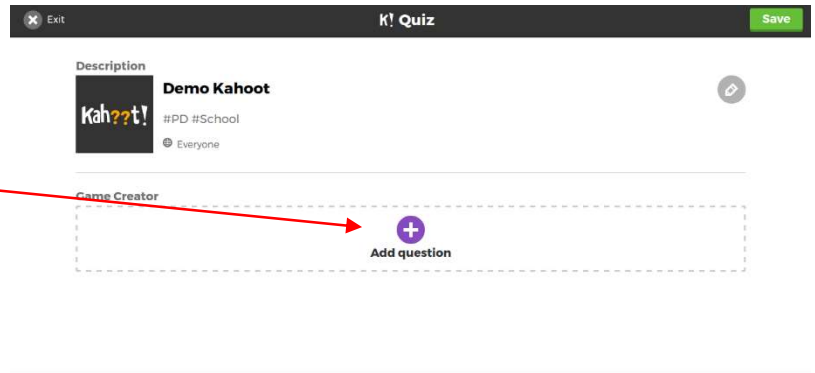 Exit
K! Quiz
Save
Description
Kah??t!
Demo Kahoot
#PD #School
Everyone
Game Creator
Add question